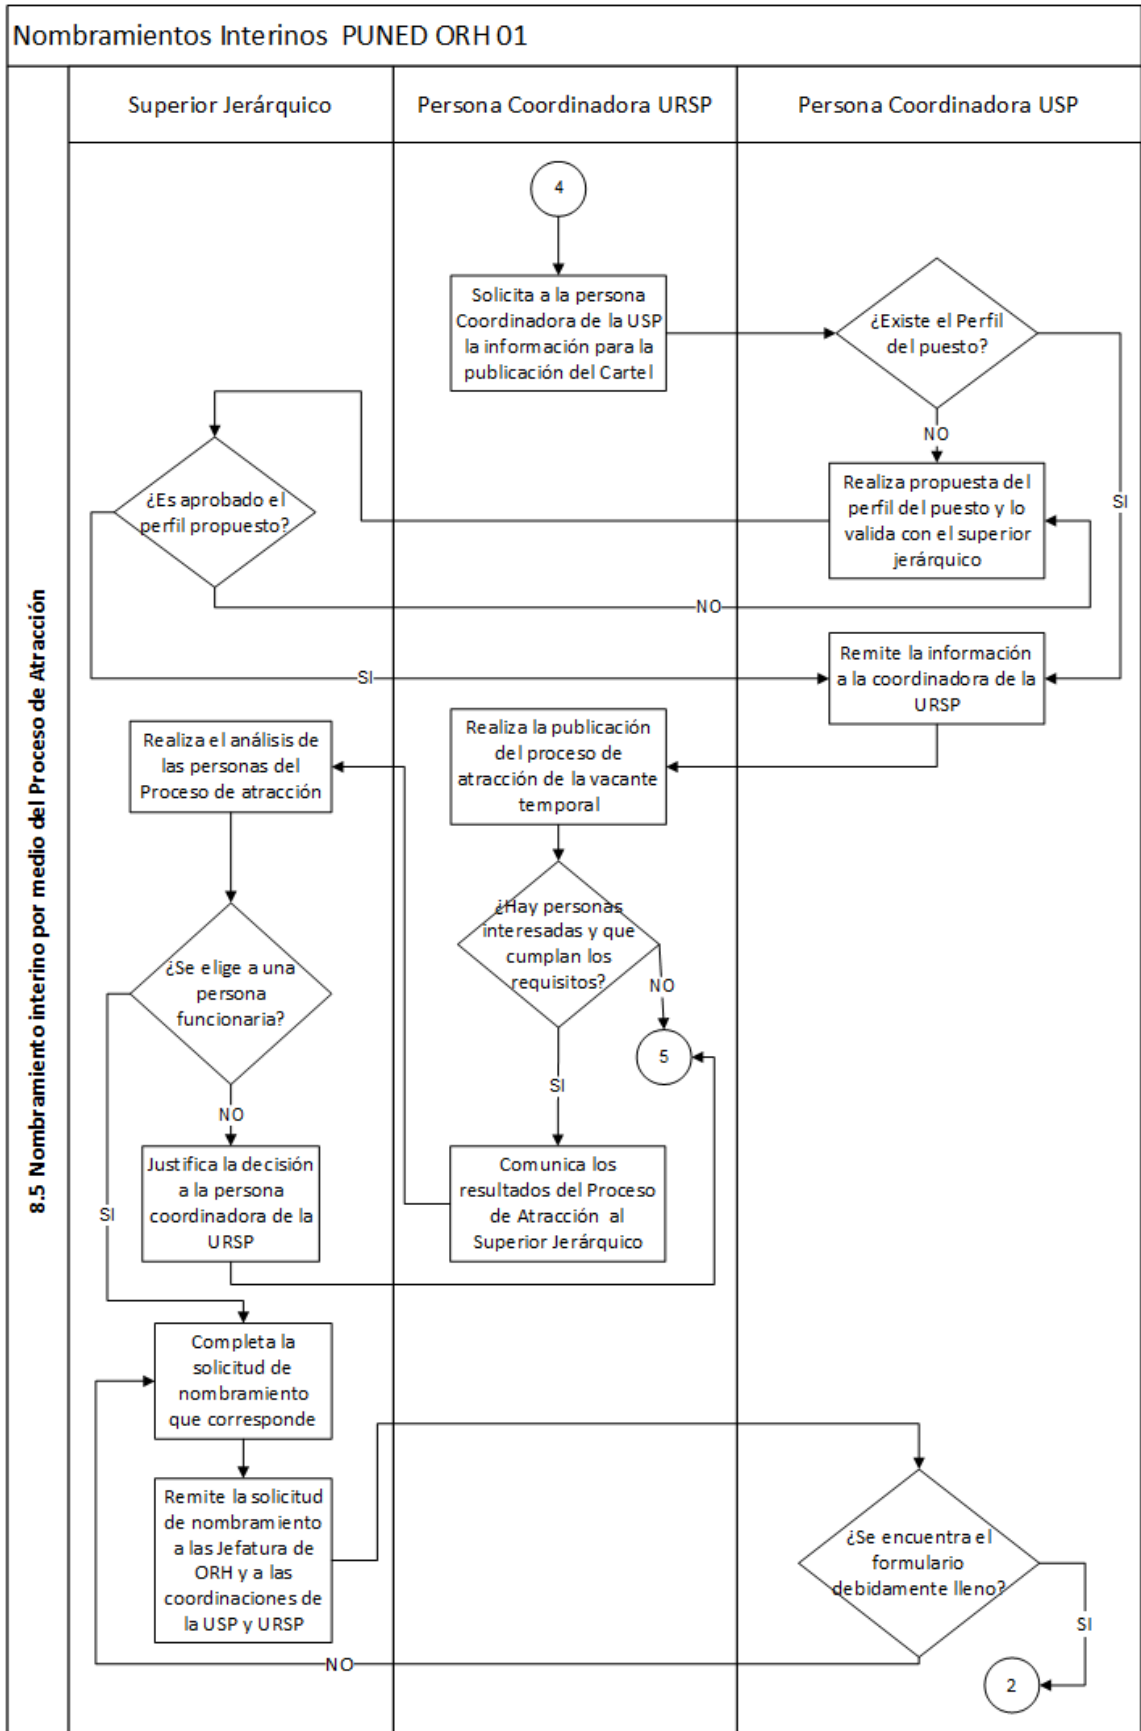 Nombramientos Interinos PUNED ORH 01
8.5 Nombramiento interino por medio del Proceso de Atracción
Superior Jerárquico
Persona Coordinadora URSP
Persona Coordinadora USP
4
Solicita a la persona
Coordinadora de la USP
la información para la
publicación del Cartel
¿Existe el Perfil
del puesto?
NO
SI
Realiza propuesta del
perfil del puesto y lo
valida con el superior
jerárquico
¿Es aprobado el
perfil propuesto?
NO
SI
Remite la información
a la coordinadora de la
URSP
Realiza la publicación
del proceso de
atracción de la vacante
temporal
¿Hay personas
interesadas y que
cumplan los
requisitos?
NO
5
SI
Comunica los
resultados del Proceso
de Atracción al
Superior Jerárquico
Realiza el análisis de
las personas del
Proceso de atracción
¿Se elige a una
persona
funcionaria?
NO
SI
Justifica la decisión
a la persona
coordinadora de la
URSP
Completa la
solicitud de
nombramiento
que corresponde
Remite la solicitud
de nombramiento
a las Jefatura de
ORH y a las
coordinaciones de
la USP y URSP
¿Se encuentra el
formulario
debidamente lleno?
NO
SI
2